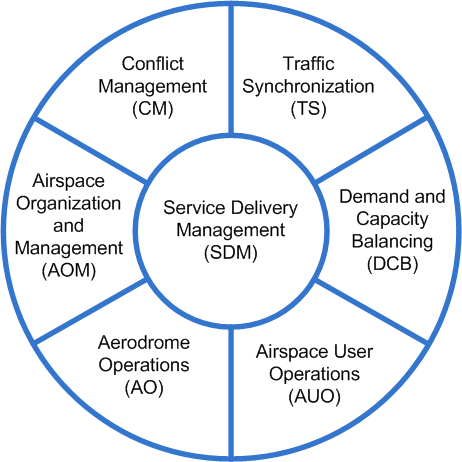 Conflict
Management
(CM)
Traffic
Synchronization
(TS)
Airspace
Organization
and
Management
(AOM)
Service Delivery
Management
(SDM)
Demand and
Capacity
Balancing
(DCB)
Aerodrome
Operations
(AO)
Airspace User
Operations
(AUO)